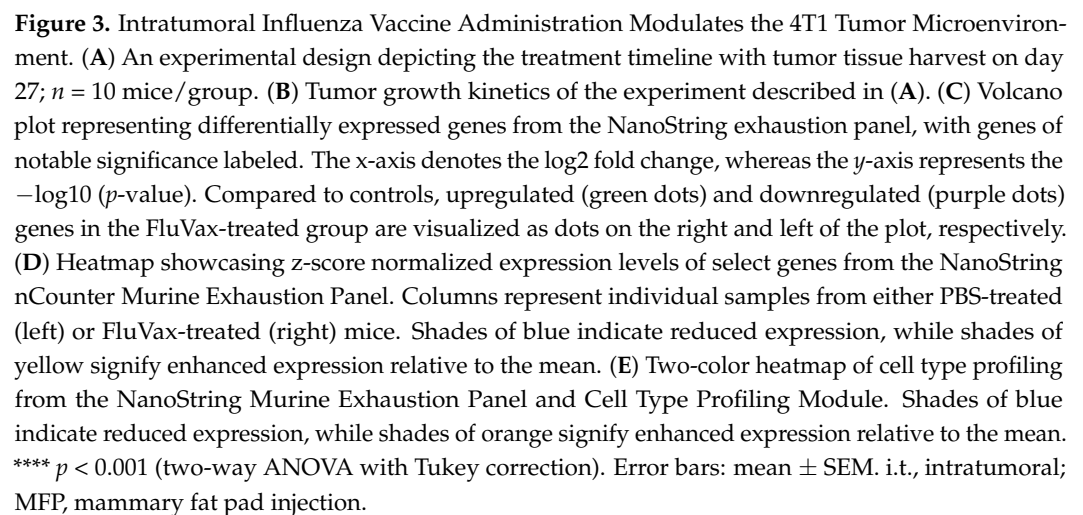 Figure 3. Intratumoral Influenza Vaccine Administration Modulates the 4T1 Tumor Microenviron-
ment. (A) An experimental design depicting the treatment timeline with tumor tissue harvest on day
27; n = 10 mice/group. (B) Tumor growth kinetics of the experiment described in (A). (C) Volcano
plot representing differentially expressed genes from the NanoString exhaustion panel, with genes of
notable significance labeled. The x-axis denotes the log2 fold change, whereas the y-axis represents the
−log10 (p-value). Compared to controls, upregulated (green dots) and downregulated (purple dots)
genes in the FluVax-treated group are visualized as dots on the right and left of the plot, respectively.
(D) Heatmap showcasing z-score normalized expression levels of select genes from the NanoString
nCounter Murine Exhaustion Panel. Columns represent individual samples from either PBS-treated
(left) or FluVax-treated (right) mice. Shades of blue indicate reduced expression, while shades of
yellow signify enhanced expression relative to the mean. (E) Two-color heatmap of cell type profiling
from the NanoString Murine Exhaustion Panel and Cell Type Profiling Module. Shades of blue
indicate reduced expression, while shades of orange signify enhanced expression relative to the mean.
**** p < 0.001 (two-way ANOVA with Tukey correction). Error bars: mean ± SEM. i.t., intratumoral;
MFP, mammary fat pad injection.